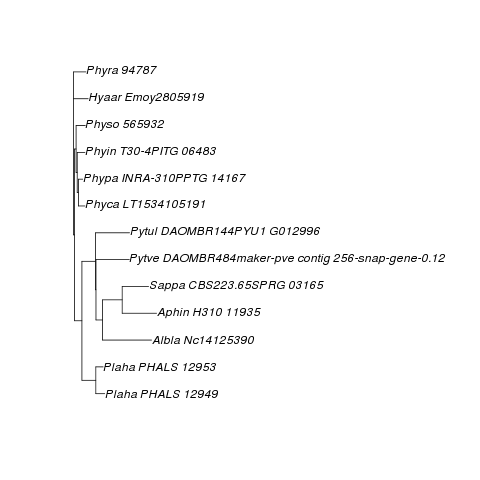 Phyra 94787
Hyaar Emoy2805919
Physo 565932
Phyin T30-4PITG 06483
Phypa INRA-310PPTG 14167
Phyca LT1534105191
Pytul DAOMBR144PYU1 G012996
Pytve DAOMBR484maker-pve contig 256-snap-gene-0.12
Sappa CBS223.65SPRG 03165
Aphin H310 11935
Albla Nc14125390
Plaha PHALS 12953
Plaha PHALS 12949